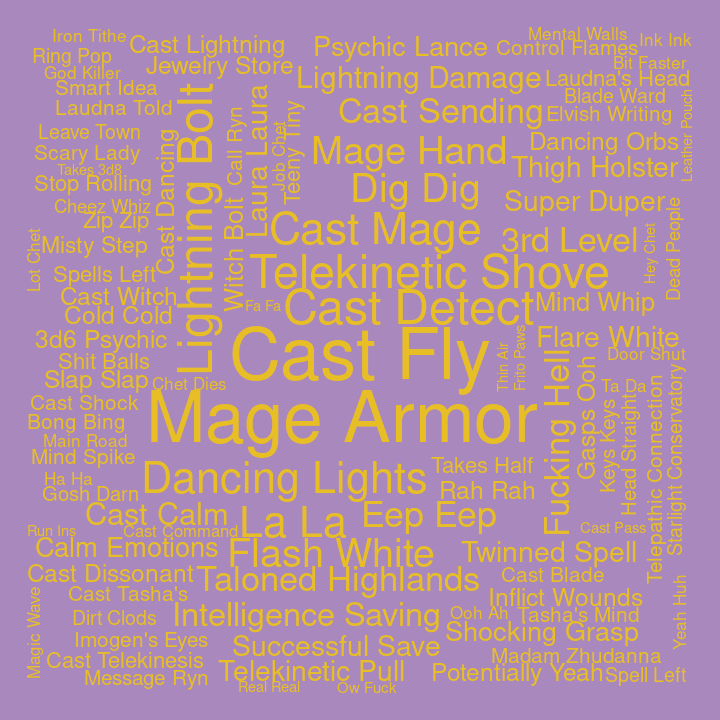 Iron Tithe
Mental Walls
Cast Lightning
Psychic Lance
Control Flames
Ink Ink
Ring Pop
Jewelry Store
Bit Faster
God Killer
Lightning Damage
Laudna's Head
Smart Idea
Blade Ward
Laudna Told
Cast Sending
Elvish Writing
Leather Pouch
Leave Town
Lightning Bolt
Call Ryn
Laura Laura
Job Chet
Teeny Tiny
Mage Hand
Dancing Orbs
Scary Lady
Cast Dancing
Thigh Holster
Takes 3d8
Stop Rolling
Dig Dig
Super Duper
Cheez Whiz
Zip Zip
Cast Mage
3rd Level
Hey Chet
Dead People
Lot Chet
Misty Step
Witch Bolt
Telekinetic Shove
Spells Left
Cast Witch
Fa Fa
Cast Detect
Mind Whip
Cold Cold
3d6 Psychic
Cast Fly
Thin Air
Frito Paws
Flare White
Shit Balls
Door Shut
Slap Slap
Chet Dies
Fucking Hell
Gasps Ooh
Ta Da
Cast Shock
Mage Armor
Keys Keys
Head Straight
Telepathic Connection
Starlight Conservatory
Bong Bing
Main Road
Mind Spike
Dancing Lights
Takes Half
Ha Ha
Gosh Darn
Rah Rah
Cast Calm
La La
Eep Eep
Run Ins
Cast Command
Cast Pass
Calm Emotions
Flash White
Twinned Spell
Cast Dissonant
Taloned Highlands
Cast Blade
Magic Wave
Cast Tasha's
Inflict Wounds
Yeah Huh
Dirt Clods
Intelligence Saving
Ooh Ah
Tasha's Mind
Imogen's Eyes
Successful Save
Shocking Grasp
Cast Telekinesis
Madam Zhudanna
Message Ryn
Telekinetic Pull
Potentially Yeah
Spell Left
Real Real
Ow Fuck